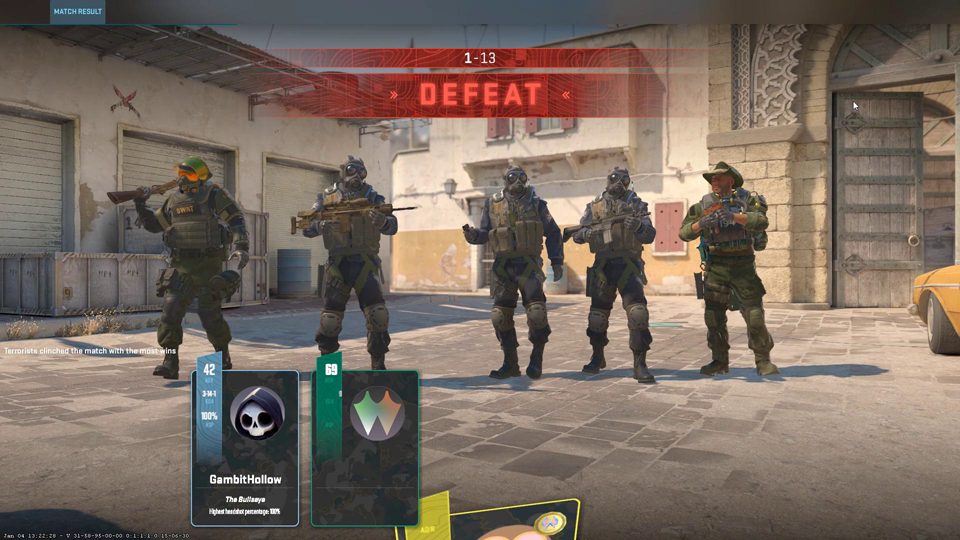 MATCH RESULT
1-13
» DEFEAT «
SWAT
Terrorists clinched the match with the most wins
42
3-14-1
100%
GambitHollow
The Bullseye
Highest headshot percentage: 100%
69
ADR